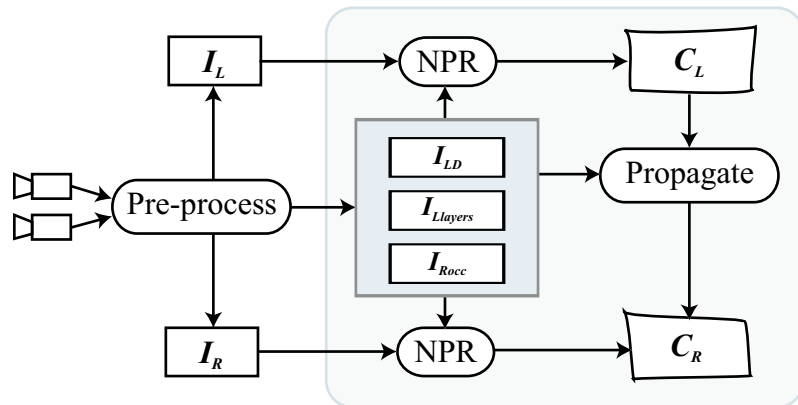 I_L
NPR
C_L
I_LD
Pre-process
I_Llayers
Propagate
I_Rocc
I_R
NPR
C_R